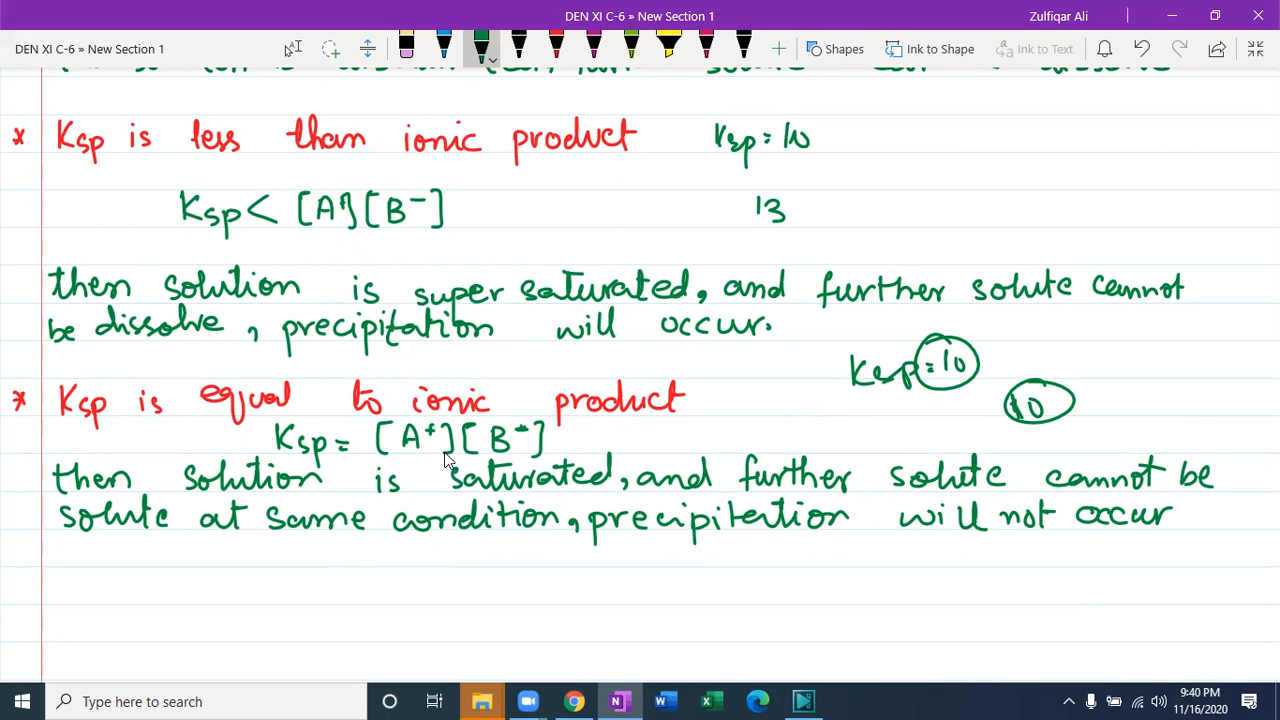 DEN XI C-6 » New Section 1
Zulfiqar Ali
DEN XI C-6 » New Section 1
Shapes
Ink to Shape
Ink to Text
* Ksp is less than ionic product Ksp = 10
Ksp < [A+][B-] 13
then solution is super saturated, and further solute cannot
be dissolve, precipitation will occur.
Ksp = 10
* Ksp is equal to ionic product 10
Ksp = [A+][B-]
then solution is saturated, and further solute cannot be
solute at same condition, precipitation will not occur
Type here to search
9:40 PM
11/16/2020